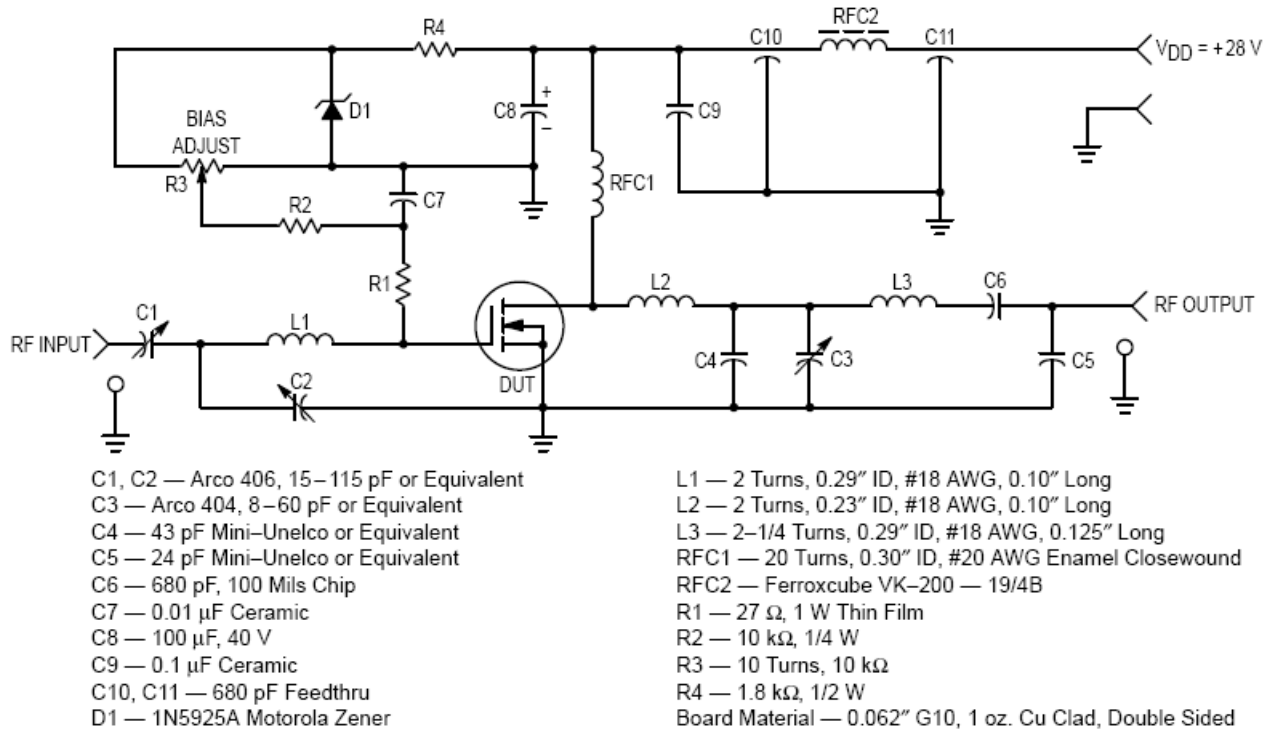 RFC2
R4
C10
C11
V_DD = +28 V
D1
C8
+
–
C9
BIAS
ADJUST
R3
RFC1
C7
R2
R1
L2
L3
C6
C1
L1
RF OUTPUT
RF INPUT
C4
C3
C5
C2
DUT
C1, C2 — Arco 406, 15–115 pF or Equivalent
C3 — Arco 404, 8–60 pF or Equivalent
C4 — 43 pF Mini–Unelco or Equivalent
C5 — 24 pF Mini–Unelco or Equivalent
C6 — 680 pF, 100 Mils Chip
C7 — 0.01 μF Ceramic
C8 — 100 μF, 40 V
C9 — 0.1 μF Ceramic
C10, C11 — 680 pF Feedthru
D1 — 1N5925A Motorola Zener
L1 — 2 Turns, 0.29″ ID, #18 AWG, 0.10″ Long
L2 — 2 Turns, 0.23″ ID, #18 AWG, 0.10″ Long
L3 — 2–1/4 Turns, 0.29″ ID, #18 AWG, 0.125″ Long
RFC1 — 20 Turns, 0.30″ ID, #20 AWG Enamel Closewound
RFC2 — Ferroxcube VK–200 — 19/4B
R1 — 27 Ω, 1 W Thin Film
R2 — 10 kΩ, 1/4 W
R3 — 10 Turns, 10 kΩ
R4 — 1.8 kΩ, 1/2 W
Board Material — 0.062″ G10, 1 oz. Cu Clad, Double Sided